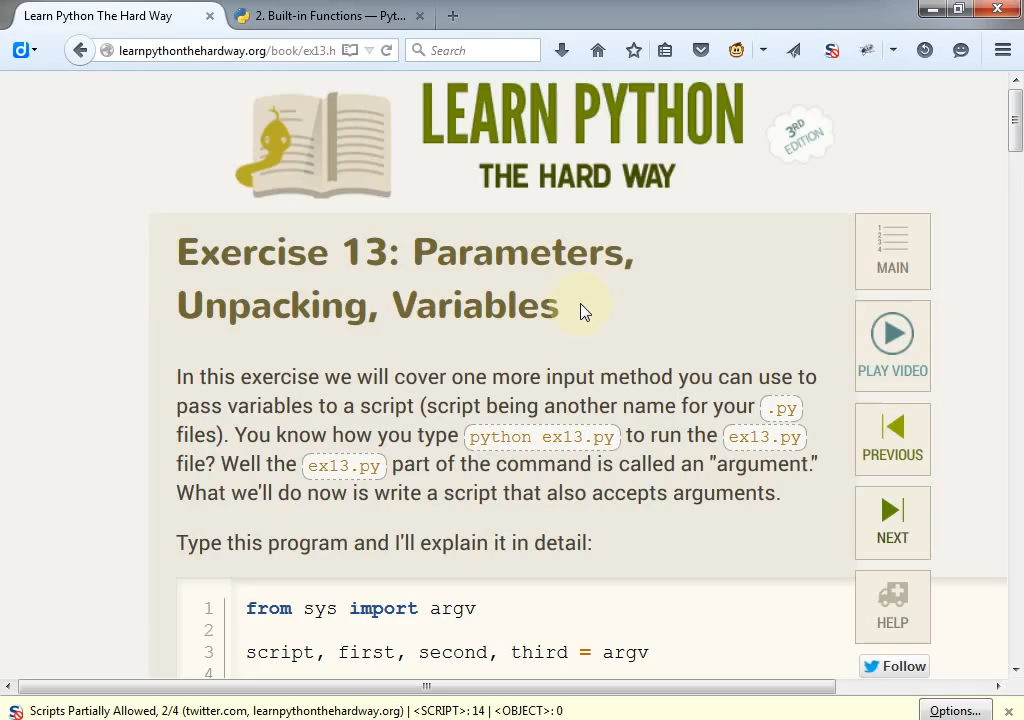 Learn Python The Hard Way
2. Built-in Functions — Pyt...
learnpythonthehardway.org/book/ex13.h
Search
LEARN PYTHON
THE HARD WAY
3RD
EDITION
Exercise 13: Parameters,
Unpacking, Variables
In this exercise we will cover one more input method you can use to
pass variables to a script (script being another name for your .py
files). You know how you type python ex13.py to run the ex13.py
file? Well the ex13.py part of the command is called an "argument."
What we'll do now is write a script that also accepts arguments.
Type this program and I'll explain it in detail:
1 from sys import argv
2
3 script, first, second, third = argv
4
MAIN
PLAY VIDEO
PREVIOUS
NEXT
HELP
Follow
Scripts Partially Allowed, 2/4 (twitter.com, learnpythonthehardway.org) | <SCRIPT>: 14 | <OBJECT>: 0
Options...